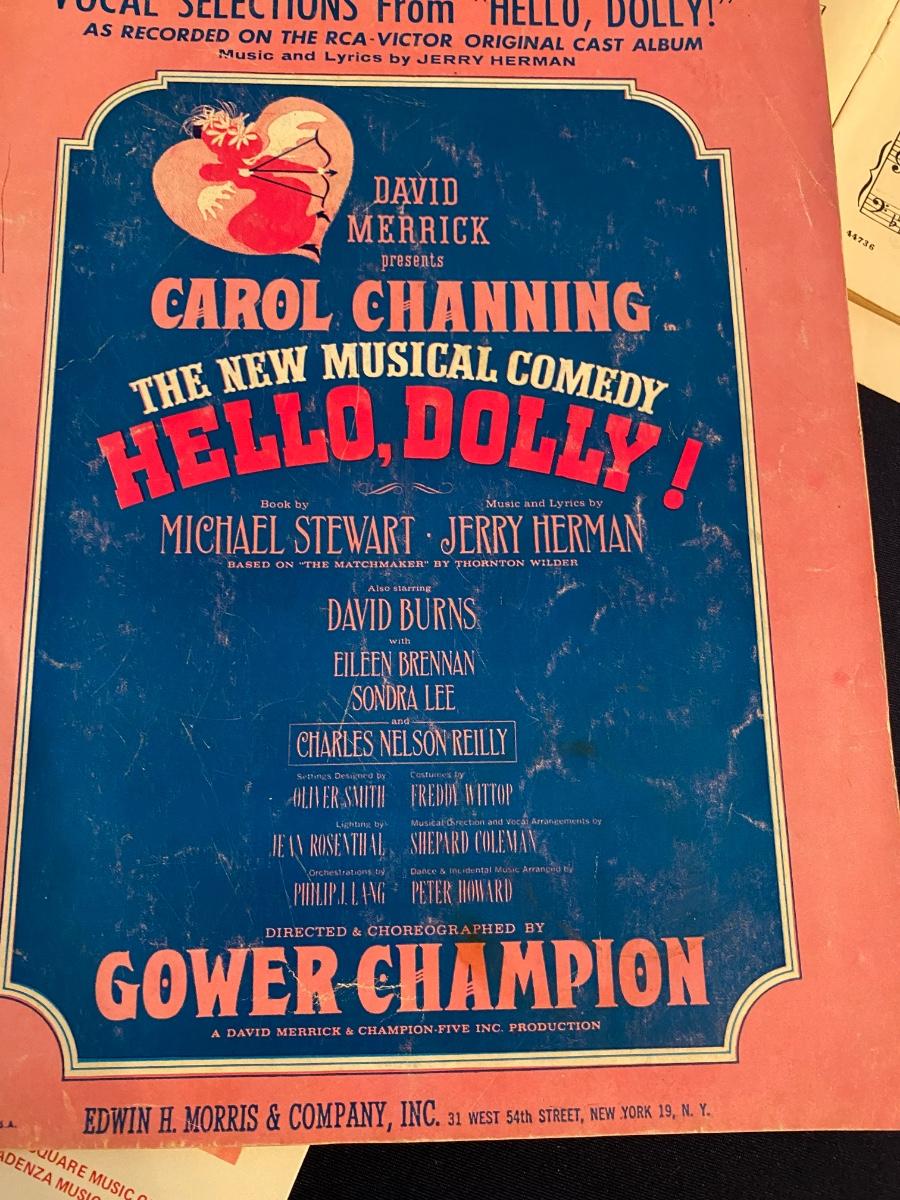 VOCAL SELECTIONS From "HELLO, DOLLY!"
AS RECORDED ON THE RCA-VICTOR ORIGINAL CAST ALBUM
Music and Lyrics by JERRY HERMAN
DAVID
MERRICK
presents
CAROL CHANNING
in
THE NEW MUSICAL COMEDY
HELLO, DOLLY!
Book by
Music and Lyrics by
MICHAEL STEWART · JERRY HERMAN
BASED ON "THE MATCHMAKER" BY THORNTON WILDER
Also starring
DAVID BURNS
with
EILEEN BRENNAN
SONDRA LEE
and
CHARLES NELSON REILLY
Settings Designed by
OLIVER SMITH
Costumes by
FREDDY WITTOP
Lighting by
JEAN ROSENTHAL
Musical Direction and Vocal Arrangements by
SHEPARD COLEMAN
Orchestrations by
PHILIP J. LANG
Dance & Incidental Music Arranged by
PETER HOWARD
DIRECTED & CHOREOGRAPHED BY
GOWER CHAMPION
A DAVID MERRICK & CHAMPION-FIVE INC. PRODUCTION
EDWIN H. MORRIS & COMPANY, INC. 31 WEST 54th STREET, NEW YORK 19, N. Y.
SQUARE MUSIC
MUSIC
44736